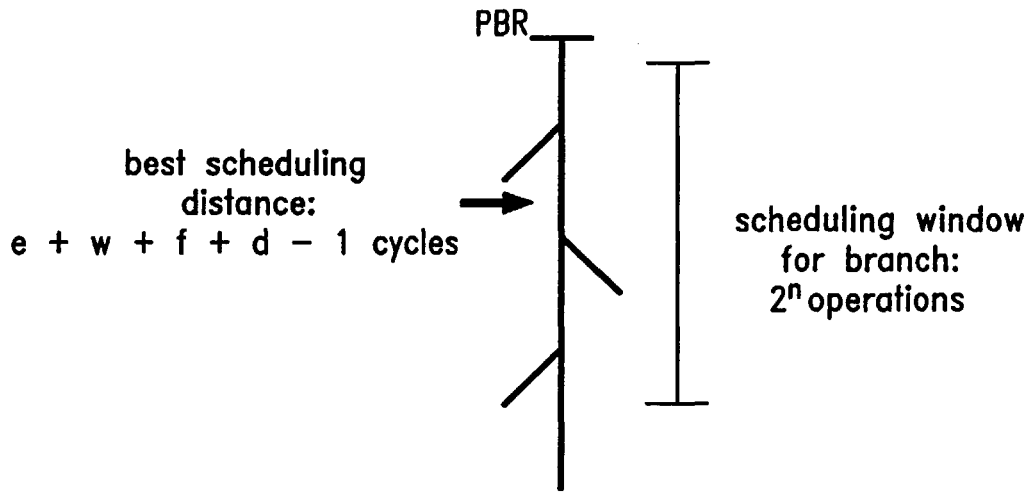 PBR
best scheduling
distance:
e + w + f + d − 1 cycles
scheduling window
for branch:
2ⁿ operations